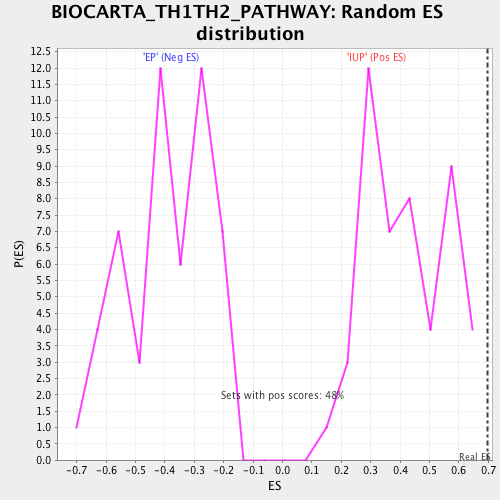 BIOCARTA_TH1TH2_PATHWAY: Random ES
distribution
'EP' (Neg ES)
'IUP' (Pos ES)
12.5
12.0
11.5
11.0
10.5
10.0
9.5
9.0
8.5
8.0
7.5
7.0
6.5
6.0
5.5
5.0
4.5
4.0
3.5
3.0
2.5
2.0
1.5
1.0
0.5
0.0
P(ES)
Sets with pos scores: 48%
Real ES
-0.7 -0.6 -0.5 -0.4 -0.3 -0.2 -0.1 0.0 0.1 0.2 0.3 0.4 0.5 0.6 0.7
ES